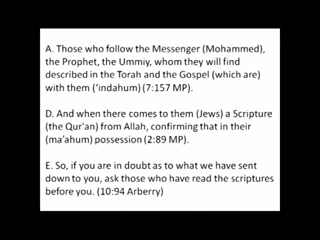 A. Those who follow the Messenger (Mohammed),
the Prophet, the Ummiy, whom they will find
described in the Torah and the Gospel (which are)
with them (‘indahum) (7:157 MP).
D. And when there comes to them (Jews) a Scripture
(the Qur'an) from Allah, confirming that in their
(ma’ahum) possession (2:89 MP).
E. So, if you are in doubt as to what we have sent
down to you, ask those who have read the scriptures
before you. (10:94 Arberry)